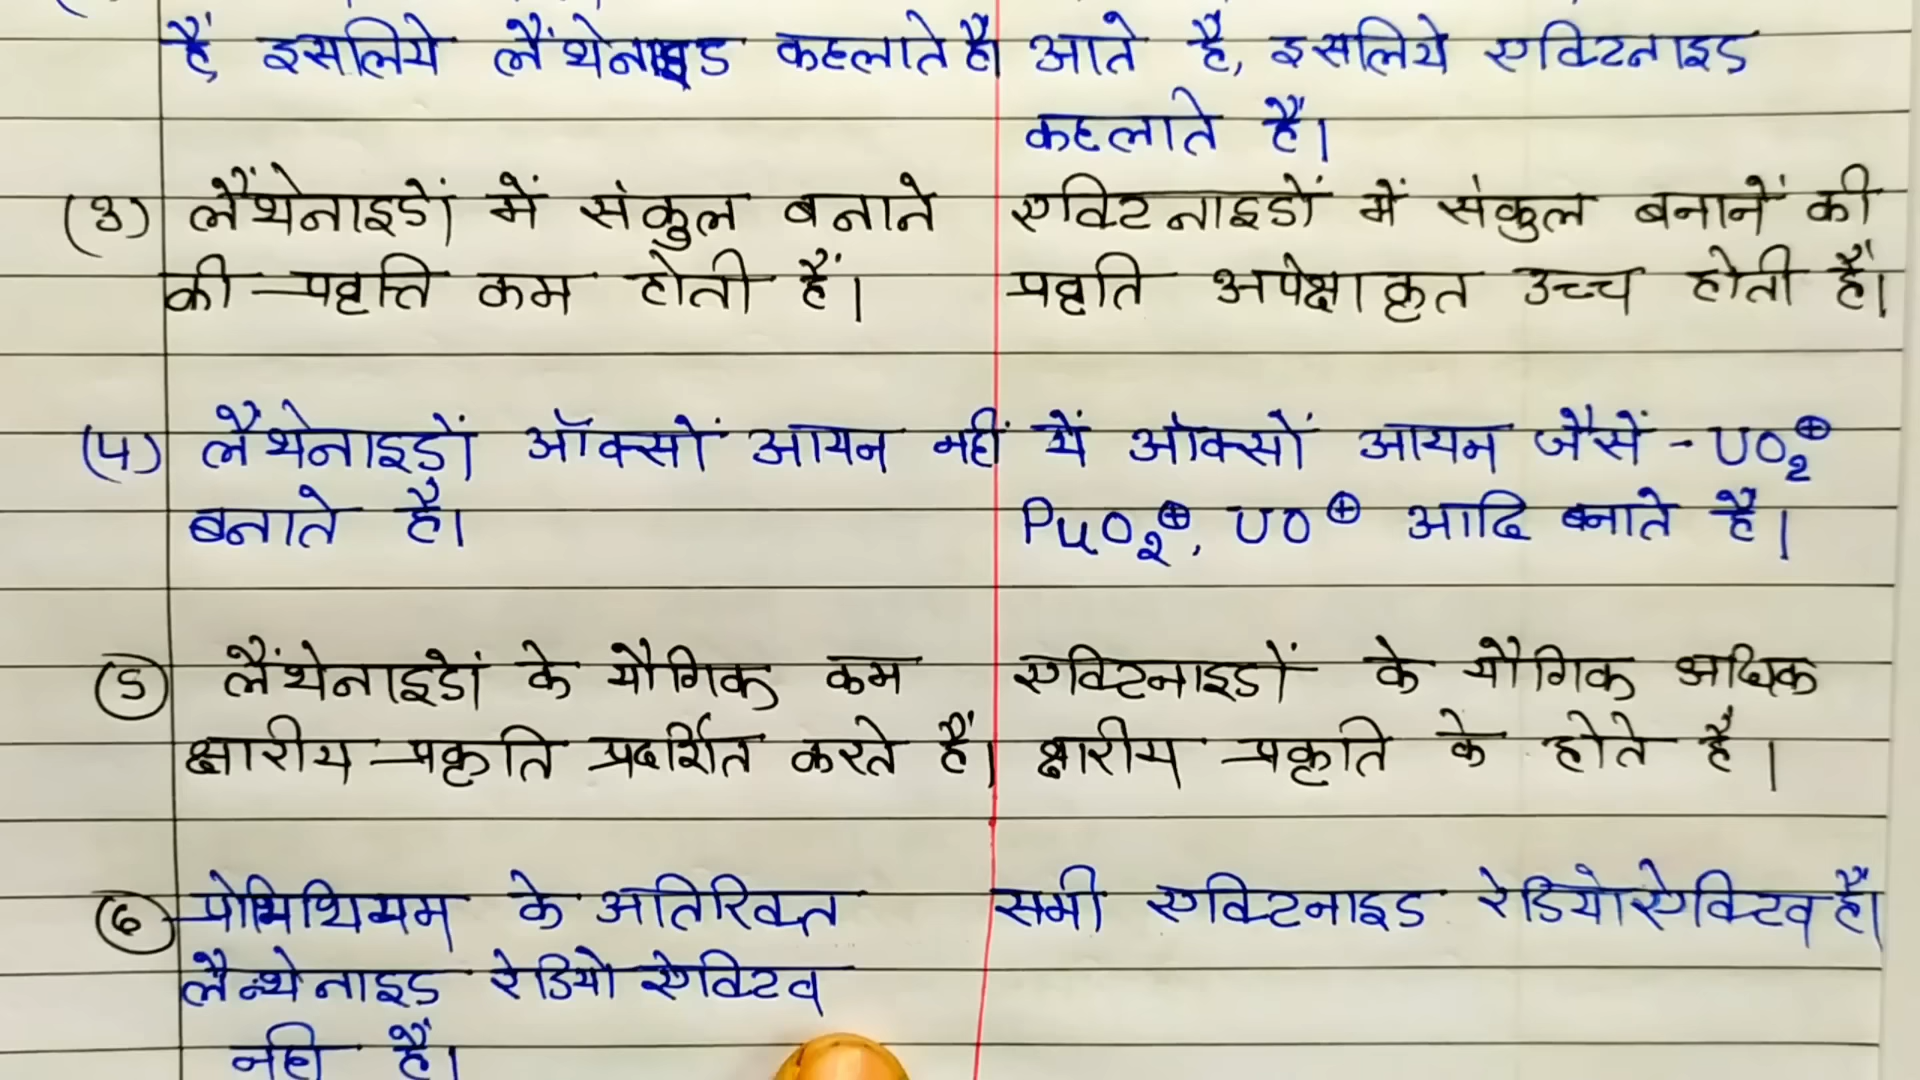 हैं, इसलिये लैंथेनाइड कहलाते हैं।
आते है, इसलिये एक्टिनाइड
कहलाते हैं।
(3) लैंथेनाइडों में संकुल बनाने
की प्रवृत्ति कम होती हैं।
एक्टिनाइडों में संकुल बनानें की
प्रवृति अपेक्षाकृत उच्च होती हैं।
(4) लैंथेनाइडों ऑक्सों आयन नहीं
बनाते है।
यें ऑक्सों आयन जैसें - UO₂⊕
PuO₂⊕, UO⊕ आदि बनाते है।
(5) लैंथेनाइडों के यौगिक कम
क्षारीय प्रकृति प्रदर्शित करते हैं।
एक्टिनाइडों के यौगिक अधिक
क्षारीय प्रकृति के होते है।
(6) प्रोमिथियम के अतिरिक्त
लैन्थेनाइड रेडियो ऐक्टिव
नही हैं।
सभी एक्टिनाइड रेडियोऐक्टिव हैं।